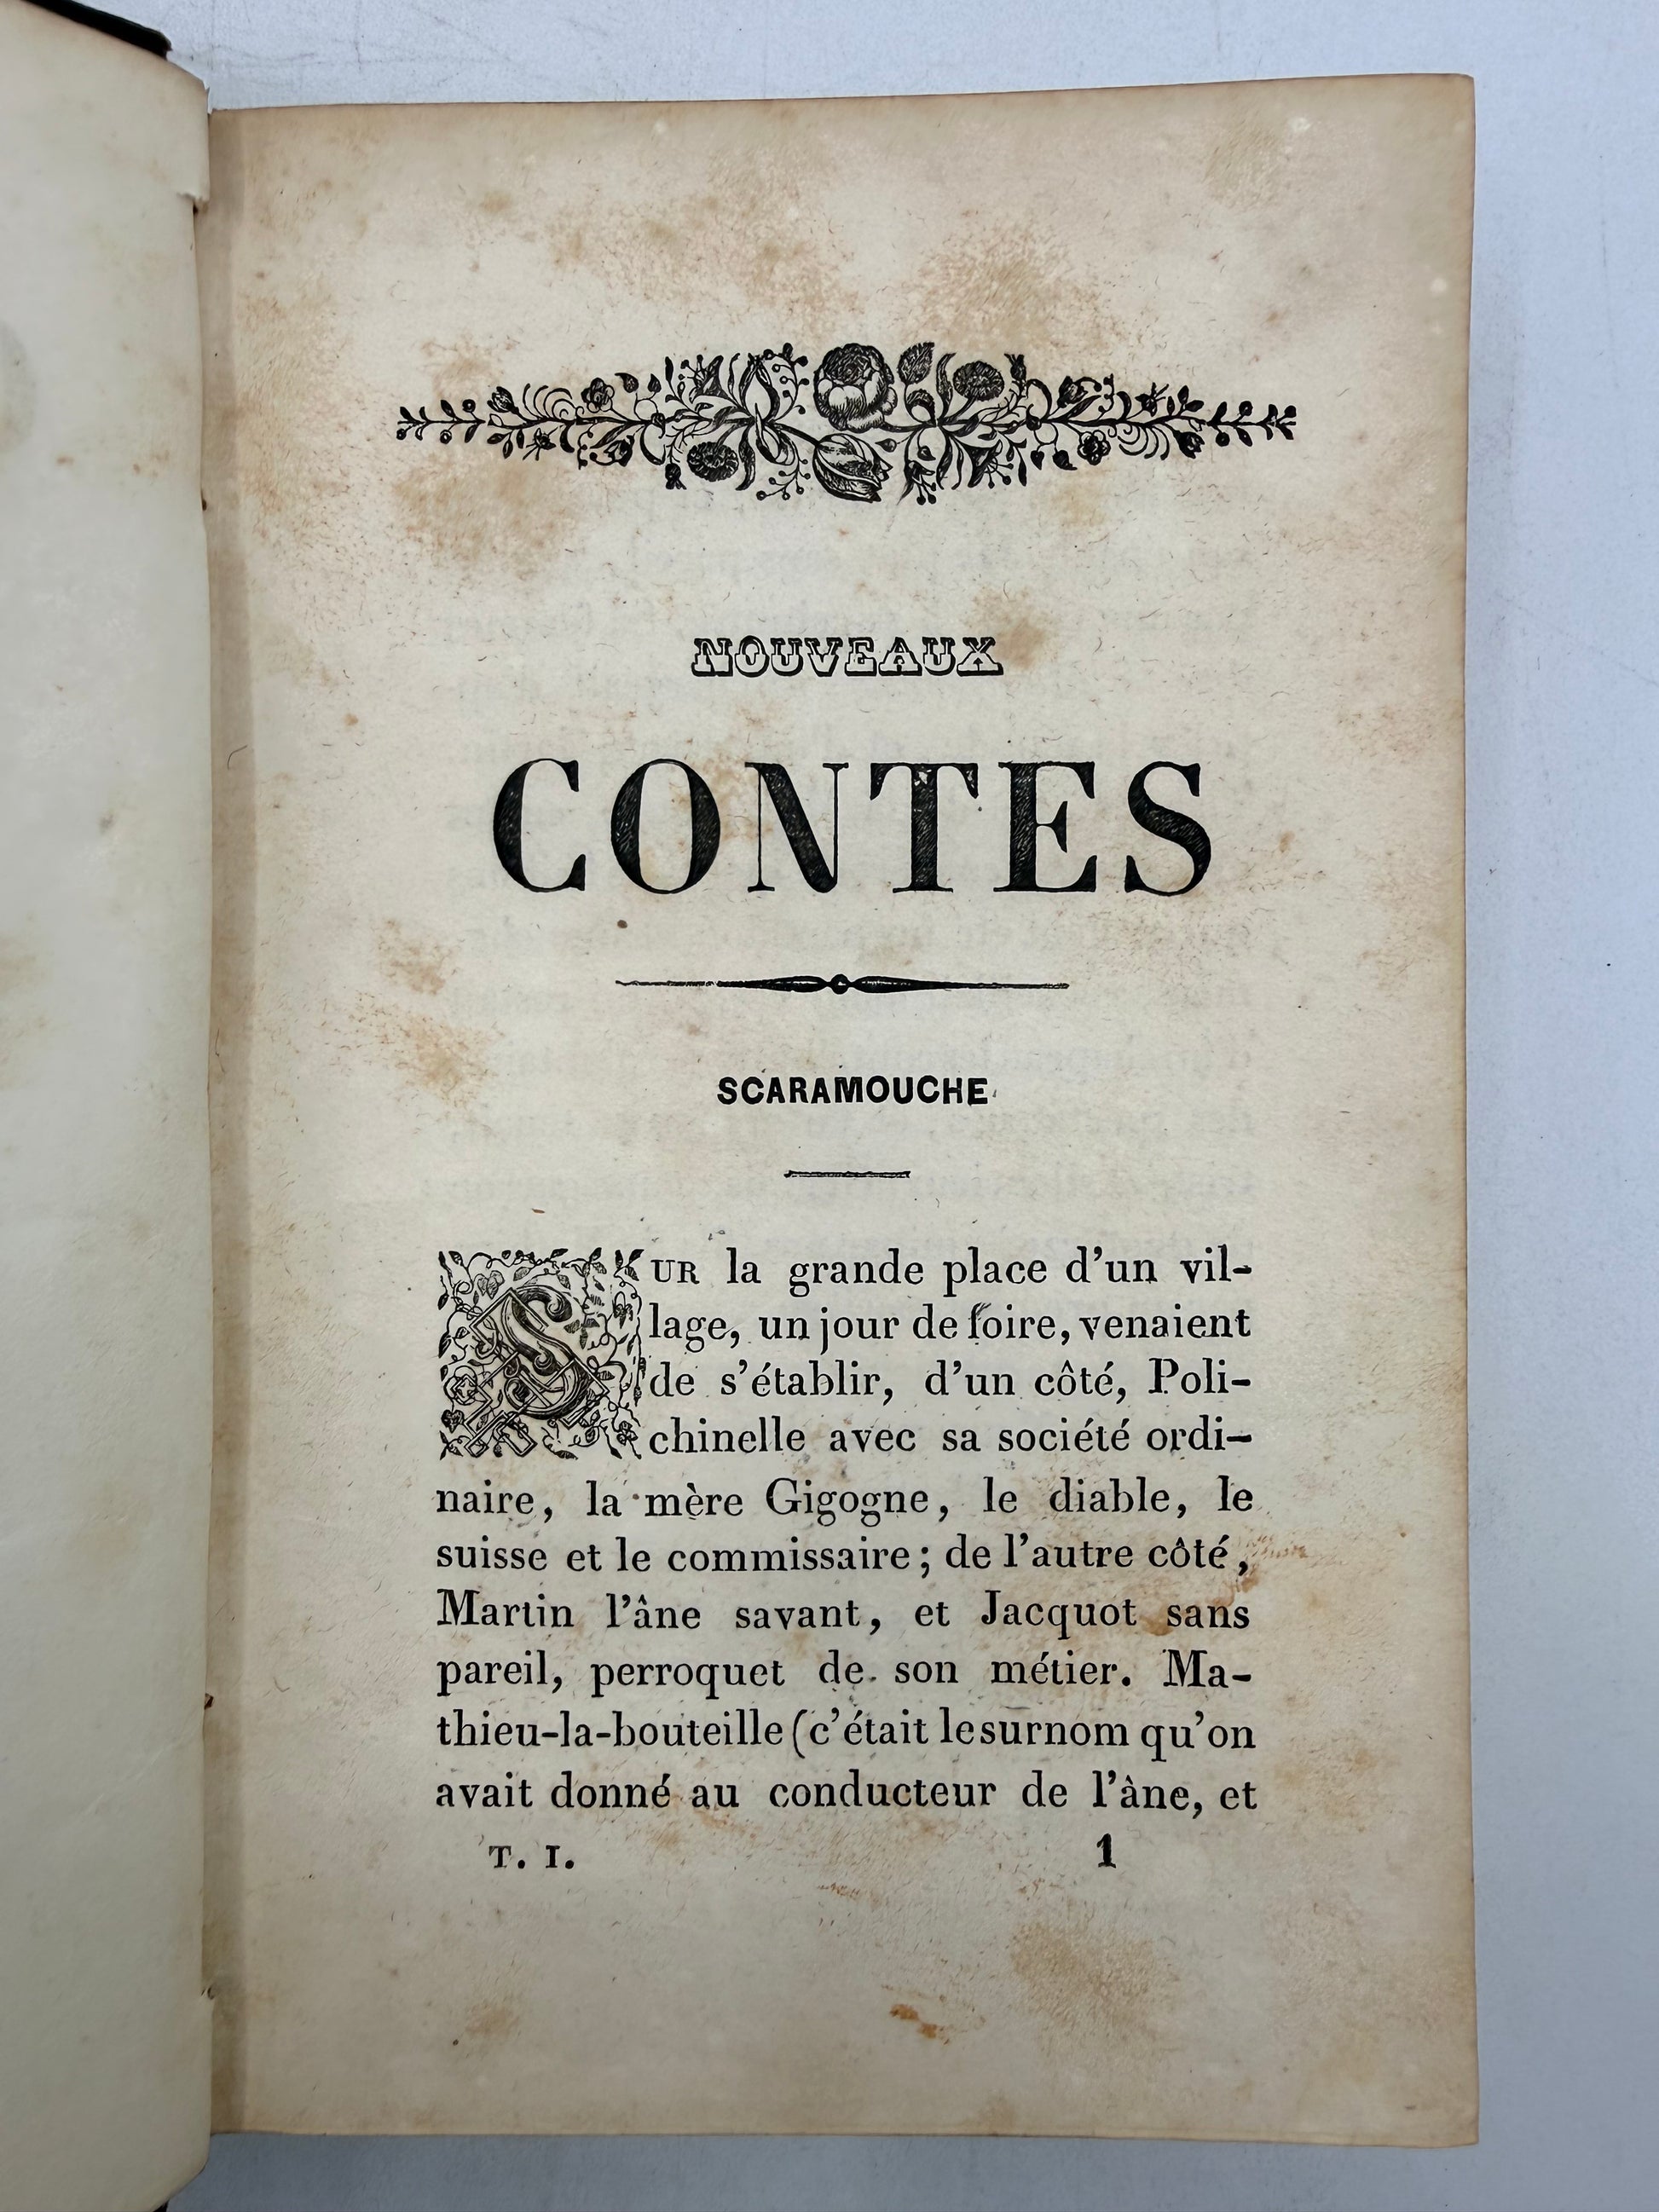 NOUVEAUX
CONTES
SCARAMOUCHE
SUR la grande place d'un vil-
lage, un jour de foire, venaient
de s'établir, d'un côté, Poli-
chinelle avec sa société ordi-
naire, la mère Gigogne, le diable, le
suisse et le commissaire ; de l'autre côté,
Martin l'âne savant, et Jacquot sans
pareil, perroquet de son métier. Ma-
thieu-la-bouteille (c'était le surnom qu'on
avait donné au conducteur de l'âne, et
T. I. 1